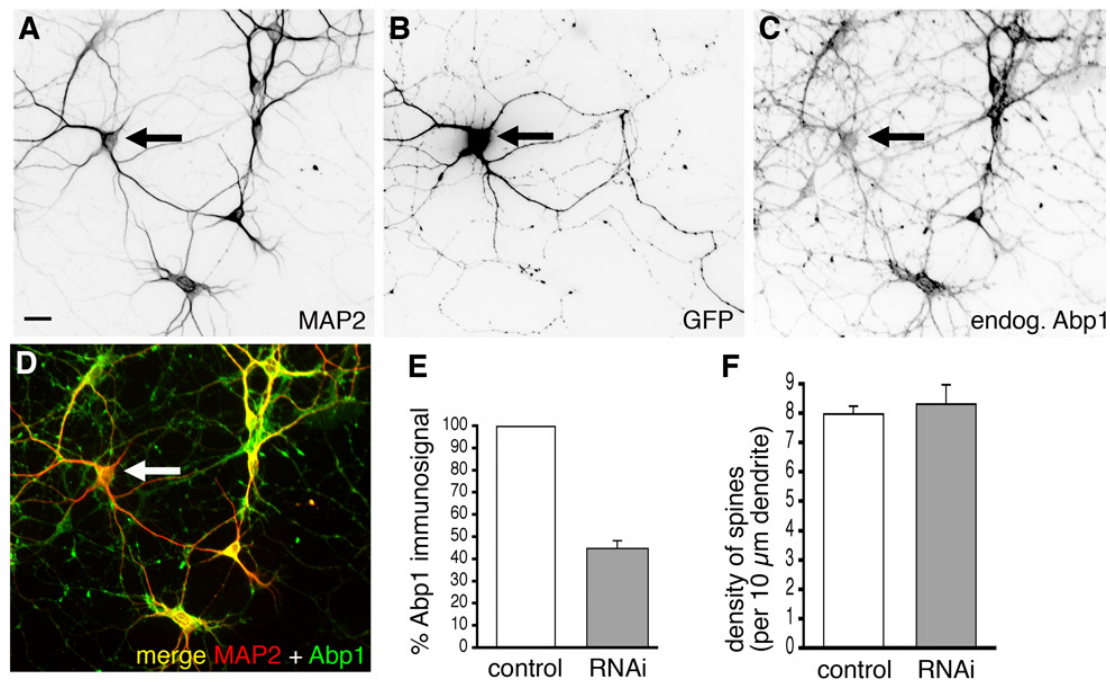 A
B
C
MAP2
GFP
endog. Abp1
D
merge MAP2 + Abp1
E
% Abp1 immunosignal
100
90
80
70
60
50
40
30
20
10
0
control
RNAi
F
density of spines
(per 10 µm dendrite)
9
8
7
6
5
4
3
2
1
0
control
RNAi